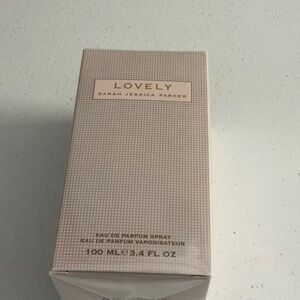 LOVELY
SARAH JESSICA PARKER
EAU DE PARFUM SPRAY
EAU DE PARFUM VAPORISATEUR
100 ML℮3.4 FL OZ